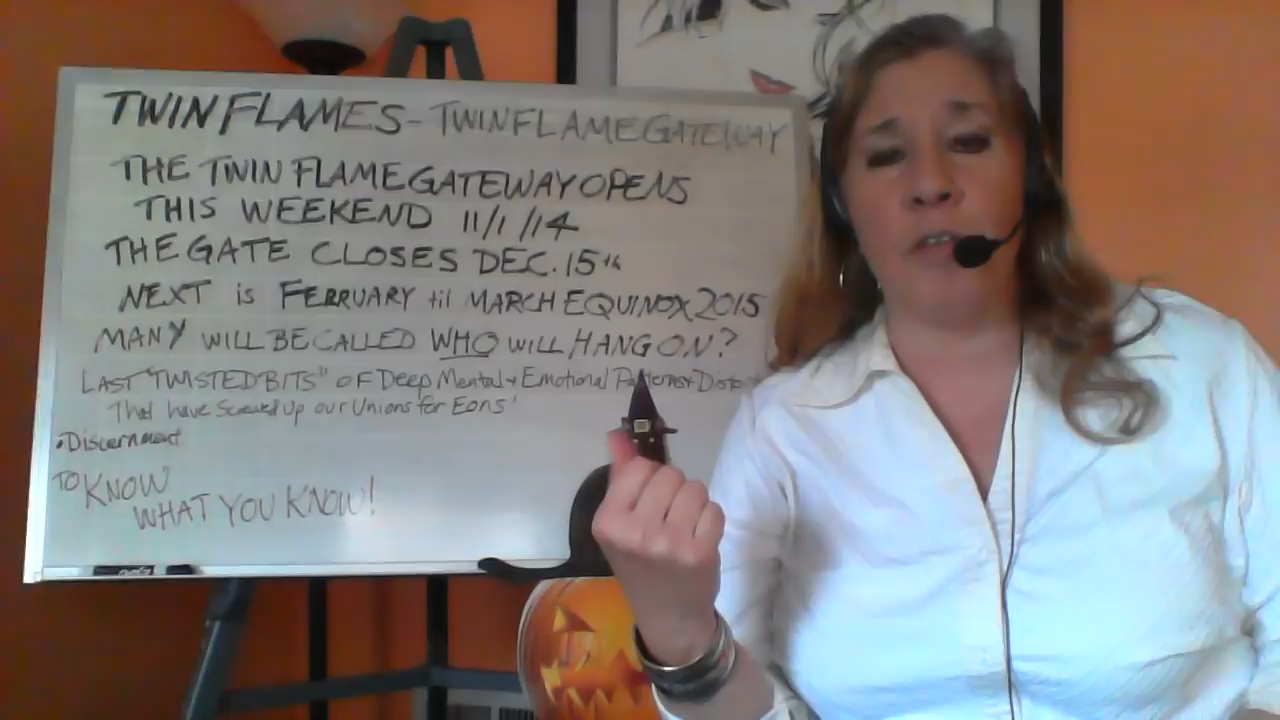 TWIN FLAMES - TWIN FLAME GATEWAY
THE TWIN FLAME GATEWAY OPENS
THIS WEEKEND 11/1/14
THE GATE CLOSES DEC. 15th
NEXT is FEBRUARY til MARCH EQUINOX 2015
MANY WILL BE CALLED WHO WILL HANG ON?
LAST "TWISTED BITS" OF Deep Mental + Emotional
That have Screwed Up our Unions for Eons'
• Discernment
TO KNOW
WHAT YOU KNOW!